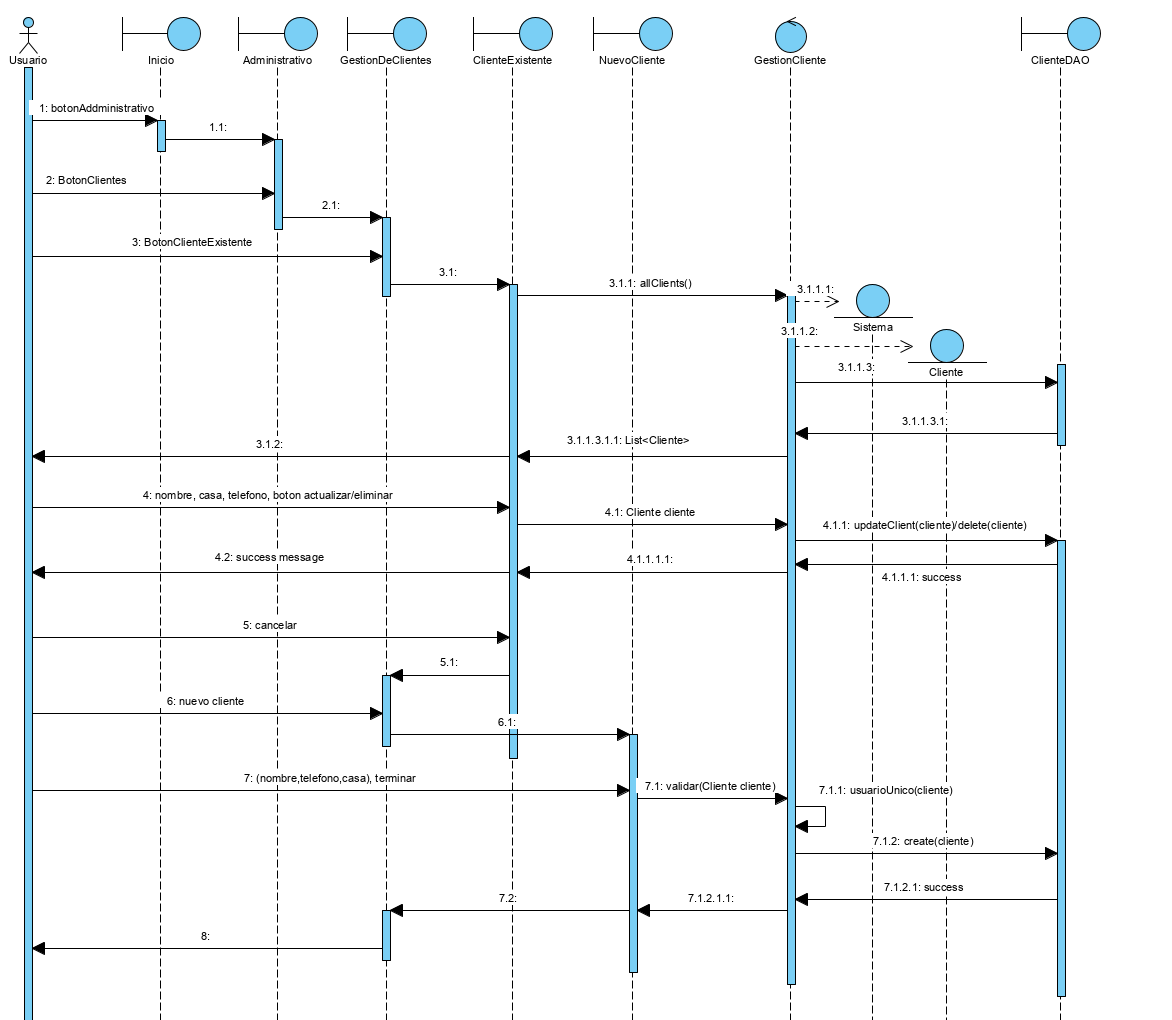 Usuario
Inicio
Administrativo
GestionDeClientes
ClienteExistente
NuevoCliente
GestionCliente
ClienteDAO
1: botonAddministrativo
1.1:
2: BotonClientes
2.1:
3: BotonClienteExistente
3.1:
3.1.1: allClients()
3.1.1.1:
Sistema
3.1.1.2:
Cliente
3.1.1.3:
3.1.1.3.1:
3.1.1.3.1.1: List<Cliente>
3.1.2:
4: nombre, casa, telefono, boton actualizar/eliminar
4.1: Cliente cliente
4.1.1: updateClient(cliente)/delete(cliente)
4.1.1.1: success
4.1.1.1.1:
4.2: success message
5: cancelar
5.1:
6: nuevo cliente
6.1:
7: (nombre,telefono,casa), terminar
7.1: validar(Cliente cliente)
7.1.1: usuarioUnico(cliente)
7.1.2: create(cliente)
7.1.2.1: success
7.1.2.1.1:
7.2:
8: